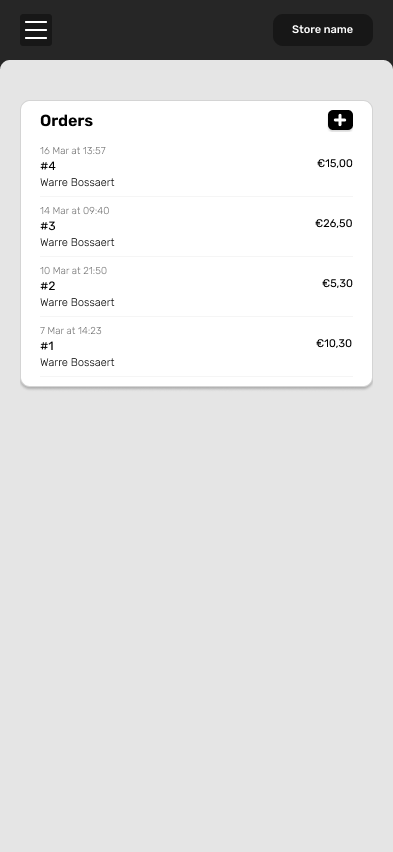 Store name
Orders
16 Mar at 13:57
#4
Warre Bossaert
€15,00
14 Mar at 09:40
#3
Warre Bossaert
€26,50
10 Mar at 21:50
#2
Warre Bossaert
€5,30
7 Mar at 14:23
#1
Warre Bossaert
€10,30